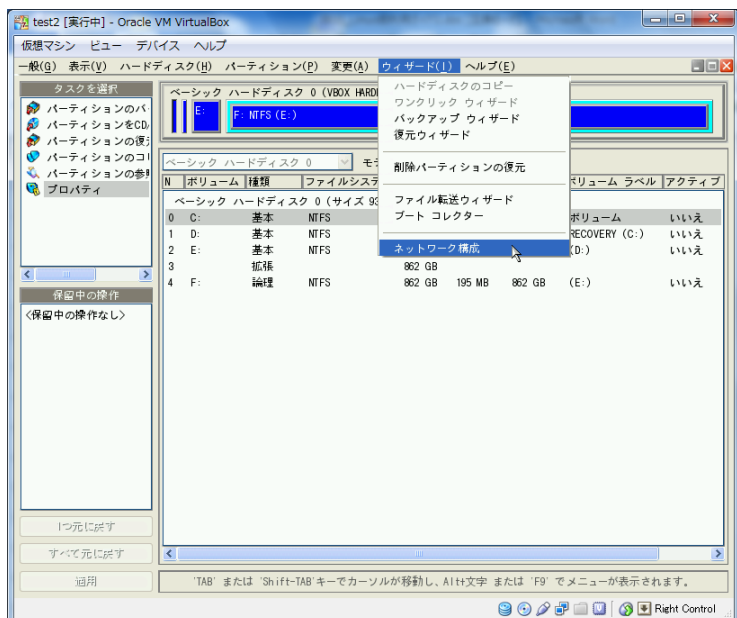 test2 [実行中] - Oracle VM VirtualBox
仮想マシン ビュー デバイス ヘルプ
一般(G) 表示(V) ハードディスク(H) パーティション(P) 変更(A) ウィザード(I) ヘルプ(E)
タスクを選択
パーティションのバ
パーティションをCD/
パーティションの復
パーティションのコ
パーティションの参
プロパティ
保留中の操作
<保留中の操作なし>
1つ元に戻す
すべて元に戻す
適用
ベーシック ハードディスク 0 (VBOX HARD
E:
F: NTFS (E:)
ハードディスクのコピー
ワンクリック ウィザード
バックアップ ウィザード
復元ウィザード
削除パーティションの復元
ファイル転送ウィザード
ブート コレクター
ネットワーク構成
ベーシック ハードディスク 0 モデ
N ボリューム 種類 ファイルシステ ボリューム ラベル アクティブ
ベーシック ハードディスク 0 (サイズ 93
0 C: 基本 NTFS ボリューム いいえ
1 D: 基本 NTFS RECOVERY (C:) いいえ
2 E: 基本 NTFS (D:) いいえ
3 拡張 862 GB
4 F: 論理 NTFS 862 GB 195 MB 862 GB (E:) いいえ
'TAB' または 'Shift-TAB'キーでカーソルが移動し、Alt+文字 または 'F9' でメニューが表示されます。
Right Control